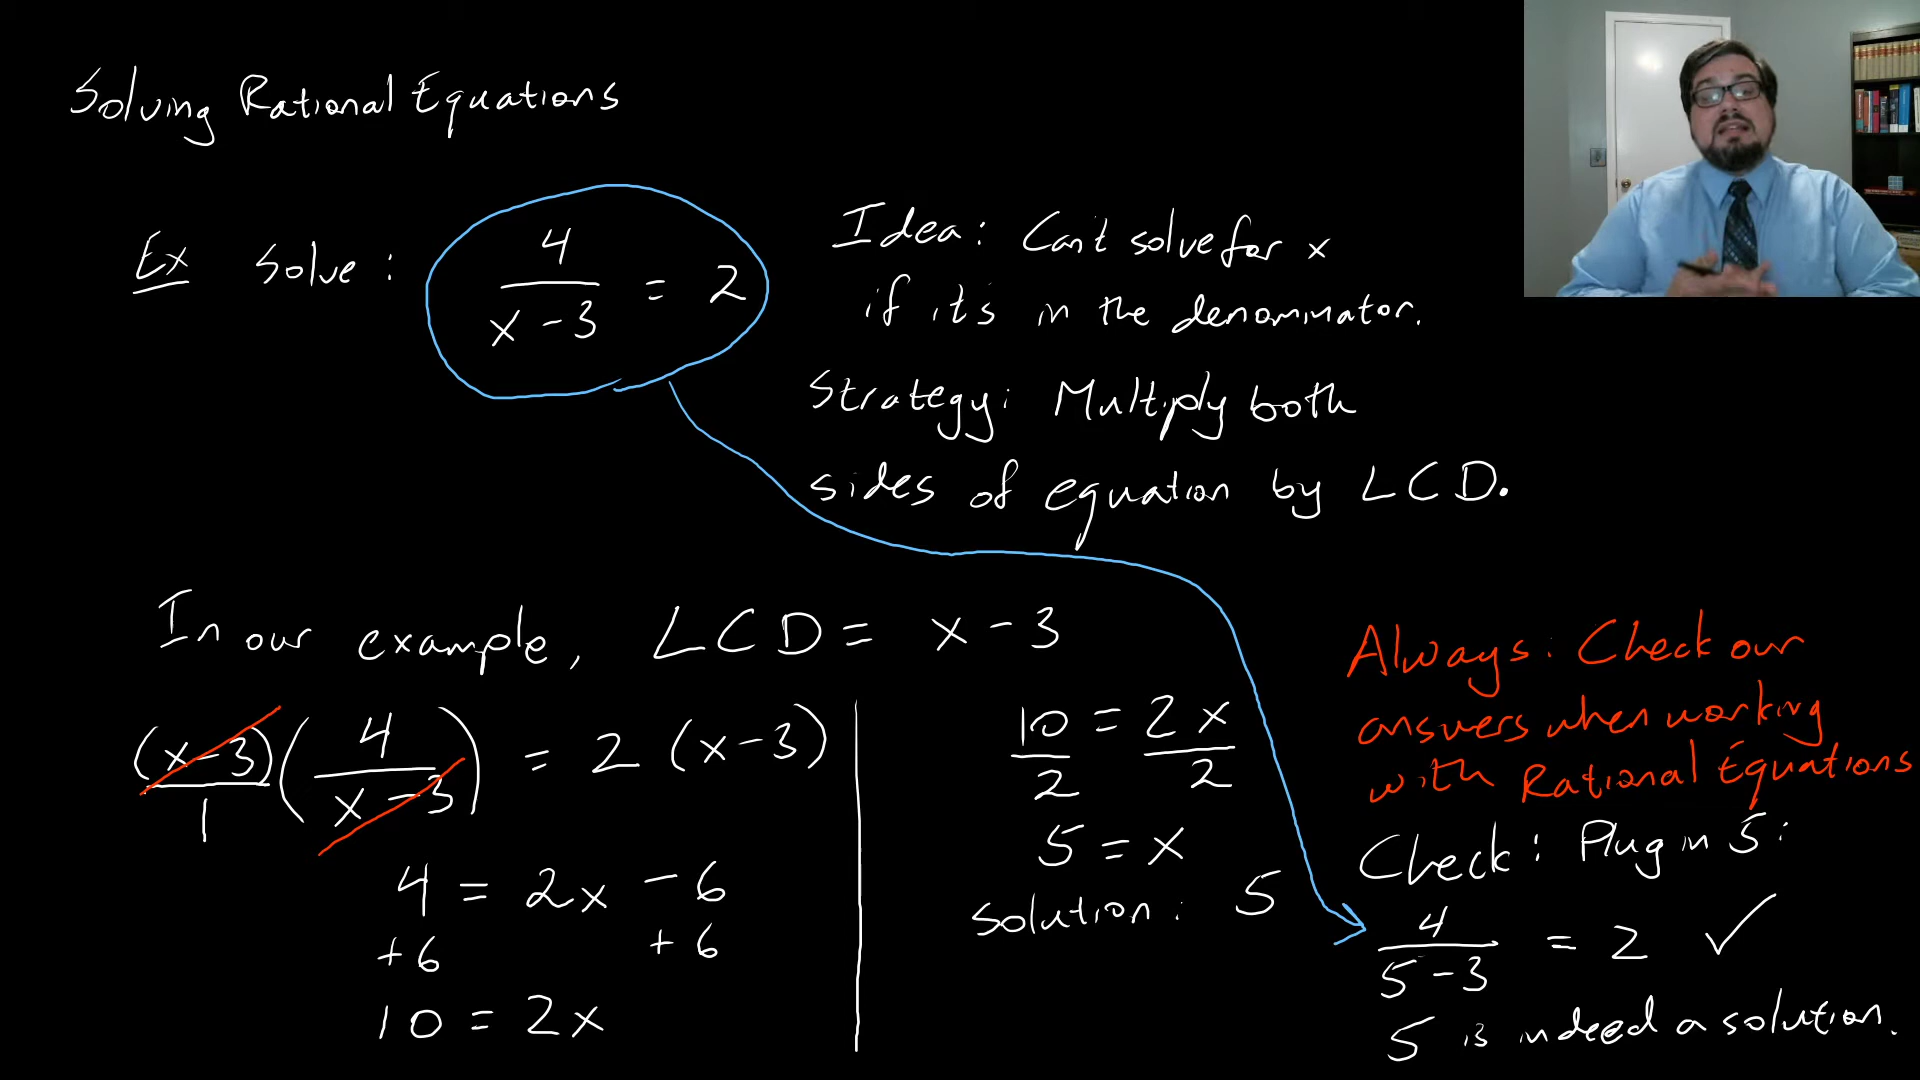 Solving Rational Equations
Ex Solve: 4/(x-3) = 2
Idea: Can't solve for x
if it's in the denominator.
Strategy: Multiply both
sides of equation by LCD.
In our example, LCD = x-3
(x-3)/1 (4/(x-3)) = 2 (x-3)
4 = 2x - 6
+6 +6
10 = 2x
10/2 = 2x/2
5 = x
Solution: 5
Always: Check our
answers when working
with Rational Equations
Check: Plug in 5:
4/(5-3) = 2 ✓
5 is indeed a solution.